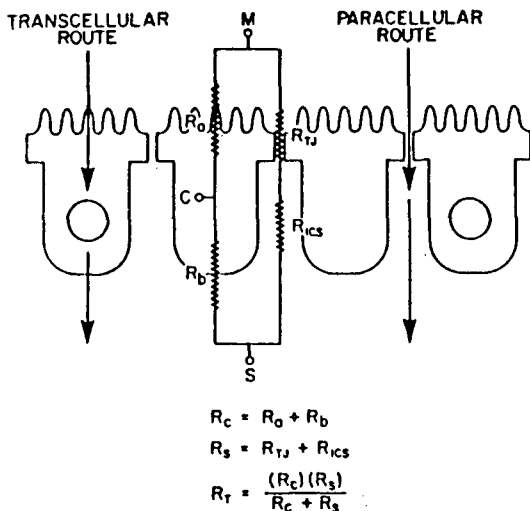 TRANSCELLULAR
ROUTE
M
PARACELLULAR
ROUTE
Ra
RTJ
C
RICS
Rb
S
Rc = Ra + Rb
Rs = RTJ + RICS
RT = (Rc)(Rs)
Rc + Rs